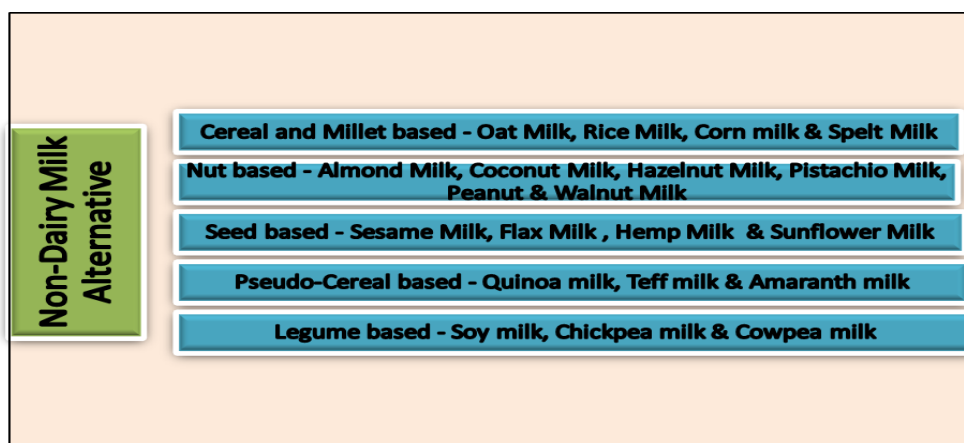 Non-Dairy Milk
Alternative
Cereal and Millet based - Oat Milk, Rice Milk, Corn milk & Spelt Milk
Nut based - Almond Milk, Coconut Milk, Hazelnut Milk, Pistachio Milk,
Peanut & Walnut Milk
Seed based - Sesame Milk, Flax Milk , Hemp Milk & Sunflower Milk
Pseudo-Cereal based - Quinoa milk, Teff milk & Amaranth milk
Legume based - Soy milk, Chickpea milk & Cowpea milk